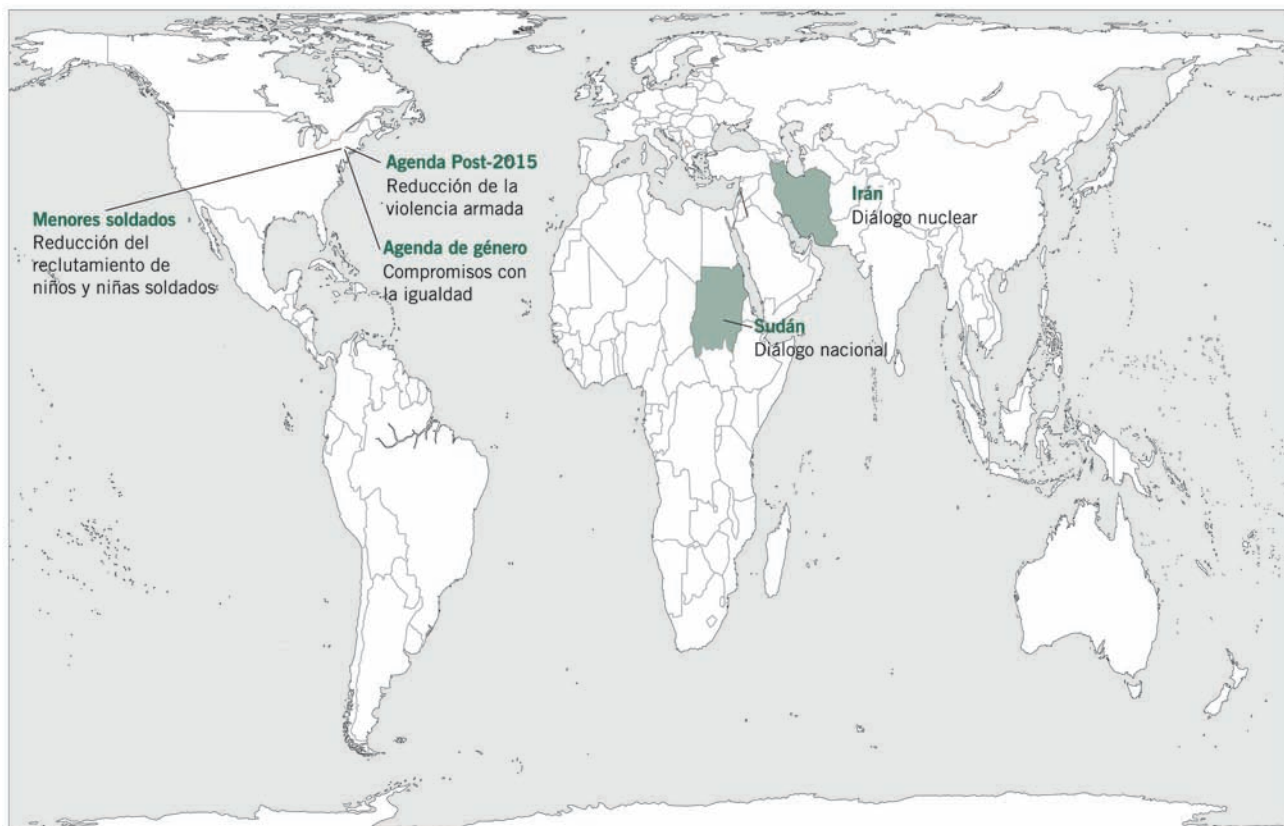 Agenda Post-2015
Reducción de la
violencia armada
Menores soldados
Reducción del
reclutamiento de
niños y niñas soldados
Agenda de género
Compromisos con
la igualdad
Irán
Diálogo nuclear
Sudán
Diálogo nacional